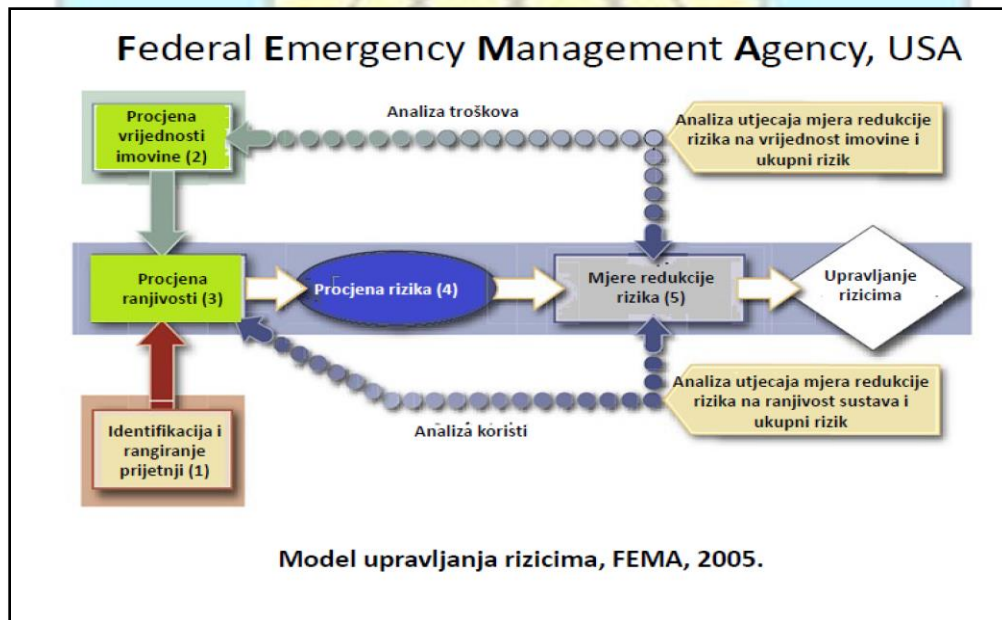 Federal Emergency Management Agency, USA
Procjena
vrijednosti
imovine (2)
Analiza troškova
Analiza utjecaja mjera redukcije
rizika na vrijednost imovine i
ukupni rizik
Procjena
ranjivosti (3)
Procjena rizika (4)
Mjere redukcije
rizika (5)
Upravljanje
rizicima
Identifikacija i
rangiranje
prijetnji (1)
Analiza koristi
Analiza utjecaja mjera redukcije
rizika na ranjivost sustava i
ukupni rizik
Model upravljanja rizicima, FEMA, 2005.